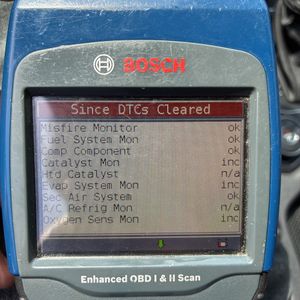 BOSCH
Since DTCs Cleared
Misfire Monitor ok
Fuel System Mon ok
Comp Component ok
Catalyst Mon inc
Htd Catalyst n/a
Evap System Mon inc
Sec Air System ok
A/C Refrig Mon n/a
Oxygen Sens Mon inc
Enhanced OBD I & II Scan